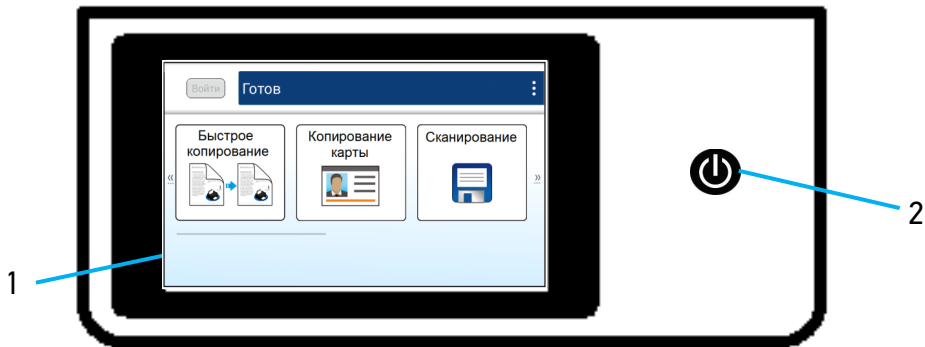 Войти
Готов
Быстрое
копирование
Копирование
карты
Сканирование
«
»
1
2